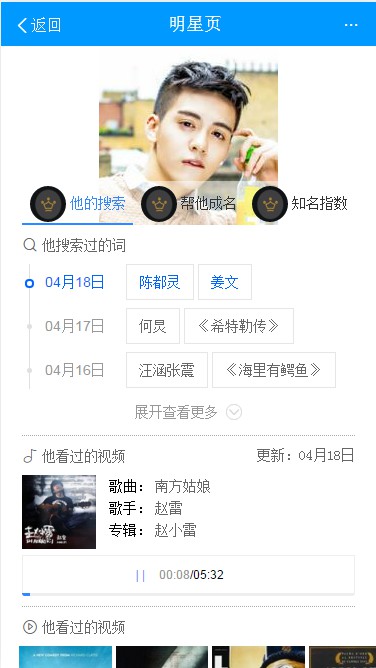 返回 明星页 ...
他的搜索 帮他成名 知名指数
他搜索过的词
04月18日 陈都灵 姜文
04月17日 何炅 《希特勒传》
04月16日 汪涵张震 《海里有鳄鱼》
展开查看更多
他看过的视频 更新：04月18日
歌曲： 南方姑娘
歌手： 赵雷
专辑： 赵小雷
00:08/05:32
他看过的视频